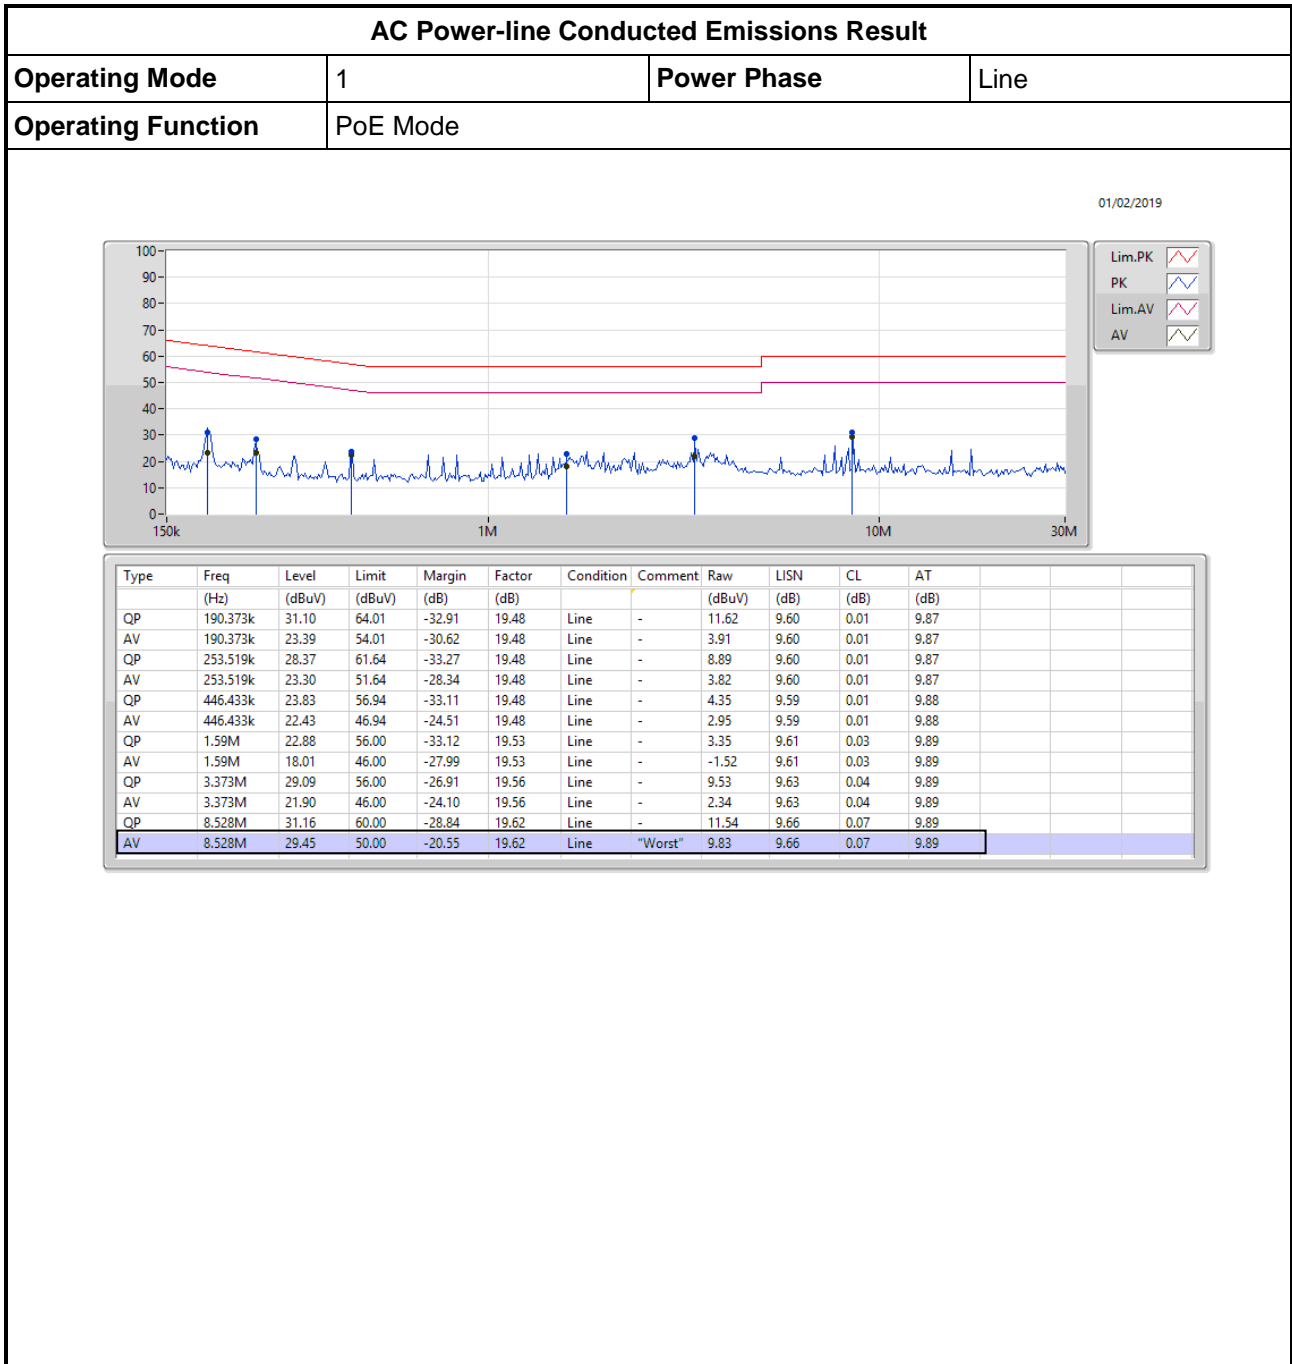 AC Power-line Conducted Emissions Result
Operating Mode 1 Power Phase Line
Operating Function PoE Mode
01/02/2019
100
90
80
70
60
50
40
30
20
10
0
150k 1M 10M 30M
Lim.PK
PK
Lim.AV
AV
Type Freq Level Limit Margin Factor Condition Comment Raw LISN CL AT
(Hz) (dBuV) (dBuV) (dB) (dB) (dBuV) (dB) (dB) (dB)
QP 190.373k 31.10 64.01 -32.91 19.48 Line - 11.62 9.60 0.01 9.87
AV 190.373k 23.39 54.01 -30.62 19.48 Line - 3.91 9.60 0.01 9.87
QP 253.519k 28.37 61.64 -33.27 19.48 Line - 8.89 9.60 0.01 9.87
AV 253.519k 23.30 51.64 -28.34 19.48 Line - 3.82 9.60 0.01 9.87
QP 446.433k 23.83 56.94 -33.11 19.48 Line - 4.35 9.59 0.01 9.88
AV 446.433k 22.43 46.94 -24.51 19.48 Line - 2.95 9.59 0.01 9.88
QP 1.59M 22.88 56.00 -33.12 19.53 Line - 3.35 9.61 0.03 9.89
AV 1.59M 18.01 46.00 -27.99 19.53 Line - -1.52 9.61 0.03 9.89
QP 3.373M 29.09 56.00 -26.91 19.56 Line - 9.53 9.63 0.04 9.89
AV 3.373M 21.90 46.00 -24.10 19.56 Line - 2.34 9.63 0.04 9.89
QP 8.528M 31.16 60.00 -28.84 19.62 Line - 11.54 9.66 0.07 9.89
AV 8.528M 29.45 50.00 -20.55 19.62 Line "Worst" 9.83 9.66 0.07 9.89